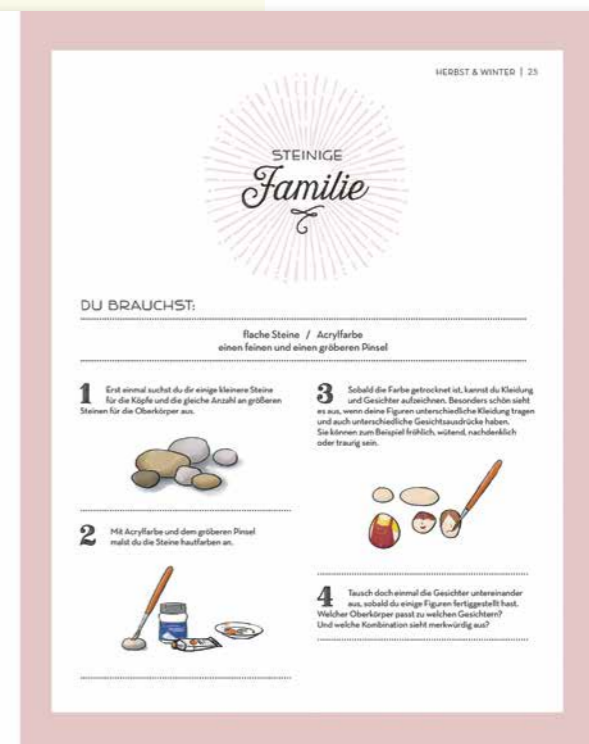 HERBST & WINTER | 23
STEINIGE
Familie
DU BRAUCHST:
flache Steine / Acrylfarbe
einen feinen und einen gröberen Pinsel
1 Erst einmal suchst du dir einige kleinere Steine
für die Köpfe und die gleiche Anzahl an größeren
Steinen für die Oberkörper aus.
2 Mit Acrylfarbe und dem gröberen Pinsel
malst du die Steine hautfarben an.
3 Sobald die Farbe getrocknet ist, kannst du Kleidung
und Gesichter aufzeichnen. Besonders schön sieht
es aus, wenn deine Figuren unterschiedliche Kleidung tragen
und auch unterschiedliche Gesichtsausdrücke haben.
Sie können zum Beispiel fröhlich, wütend, nachdenklich
oder traurig sein.
4 Tausch doch einmal die Gesichter untereinander
aus, sobald du einige Figuren fertiggestellt hast.
Welcher Oberkörper passt zu welchen Gesichtern?
Und welche Kombination sieht merkwürdig aus?